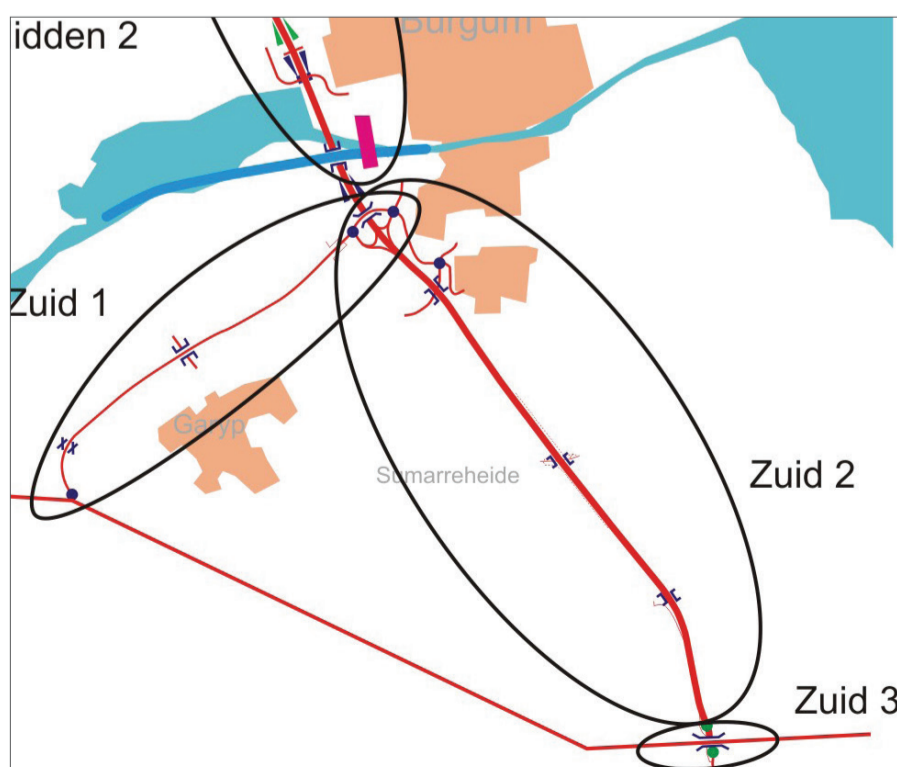 Burgum
idden 2
Zuid 1
Garyp
Sumarreheide
Zuid 2
Zuid 3